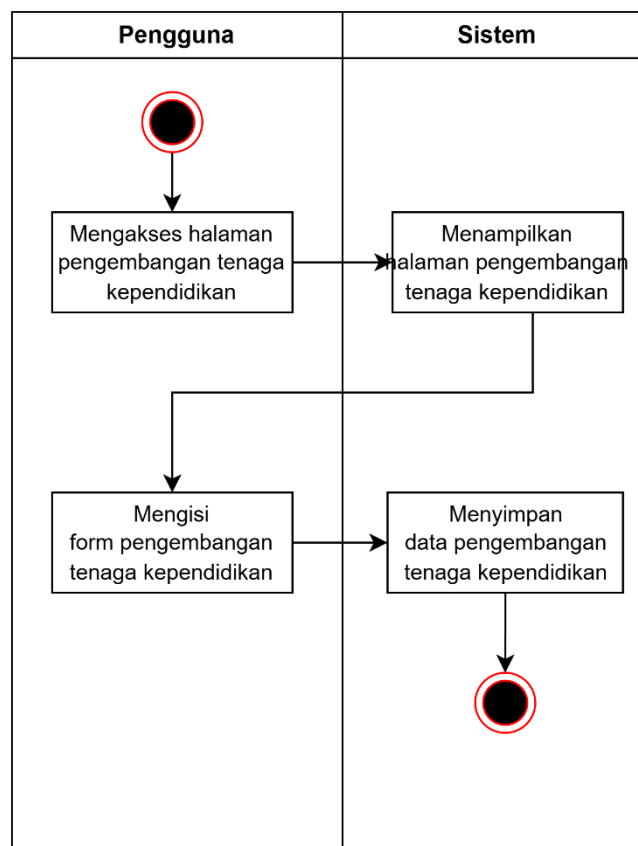 Pengguna
Sistem
Mengakses halaman
pengembangan tenaga
kependidikan
Menampilkan
halaman pengembangan
tenaga kependidikan
Mengisi
form pengembangan
tenaga kependidikan
Menyimpan
data pengembangan
tenaga kependidikan